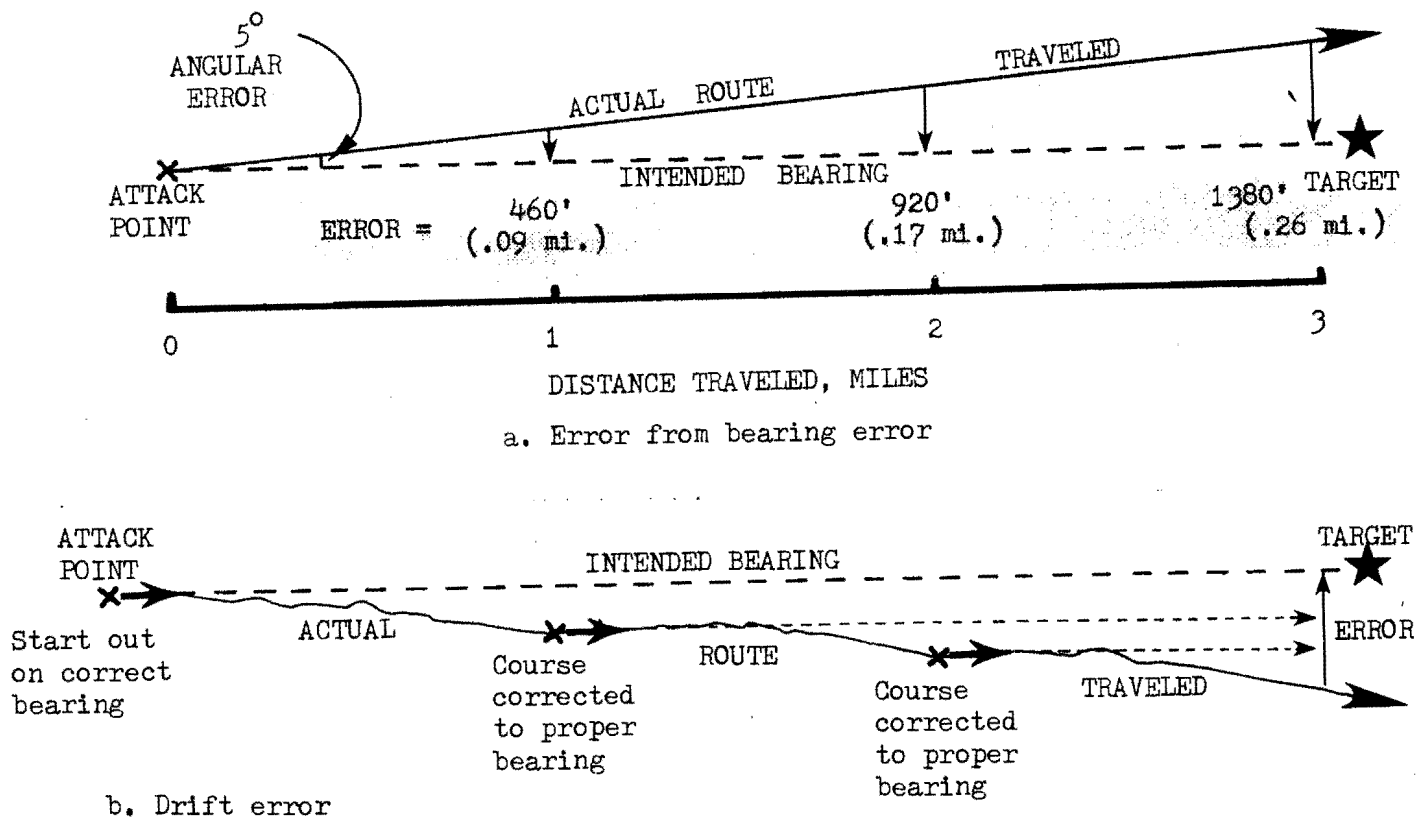 5°
ANGULAR
ERROR
ACTUAL ROUTE TRAVELED
ATTACK
POINT
INTENDED BEARING
TARGET
ERROR = 460' 920' 1380'
(.09 mi.) (.17 mi.) (.26 mi.)
0 1 2 3
DISTANCE TRAVELED, MILES
a. Error from bearing error
ATTACK
POINT
INTENDED BEARING
TARGET
Start out
on correct
bearing
ACTUAL ROUTE TRAVELED
ERROR
Course
corrected
to proper
bearing
Course
corrected
to proper
bearing
b. Drift error